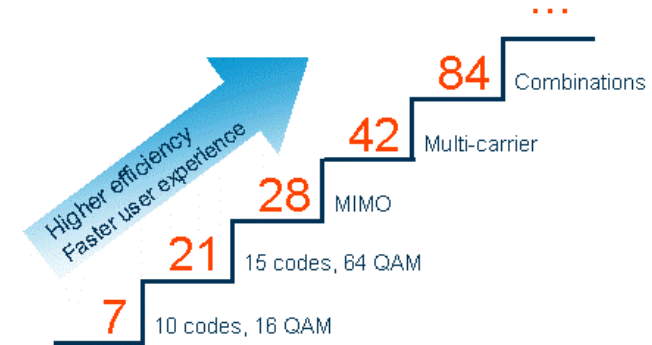 ...
84
Combinations
42
Multi-carrier
Higher efficiency
Faster user experience
28
MIMO
21
15 codes, 64 QAM
7
10 codes, 16 QAM